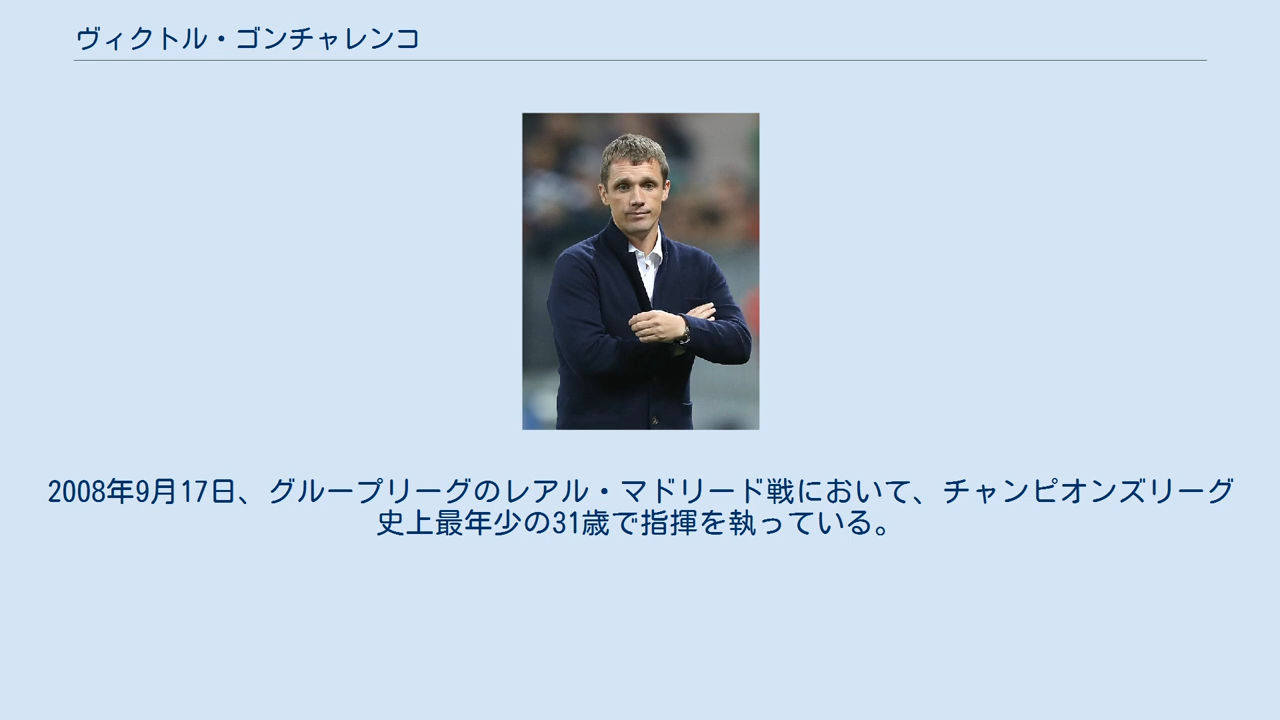 ヴィクトル・ゴンチャレンコ
2008年9月17日、グループリーグのレアル・マドリード戦において、チャンピオンズリーグ
史上最年少の31歳で指揮を執っている。